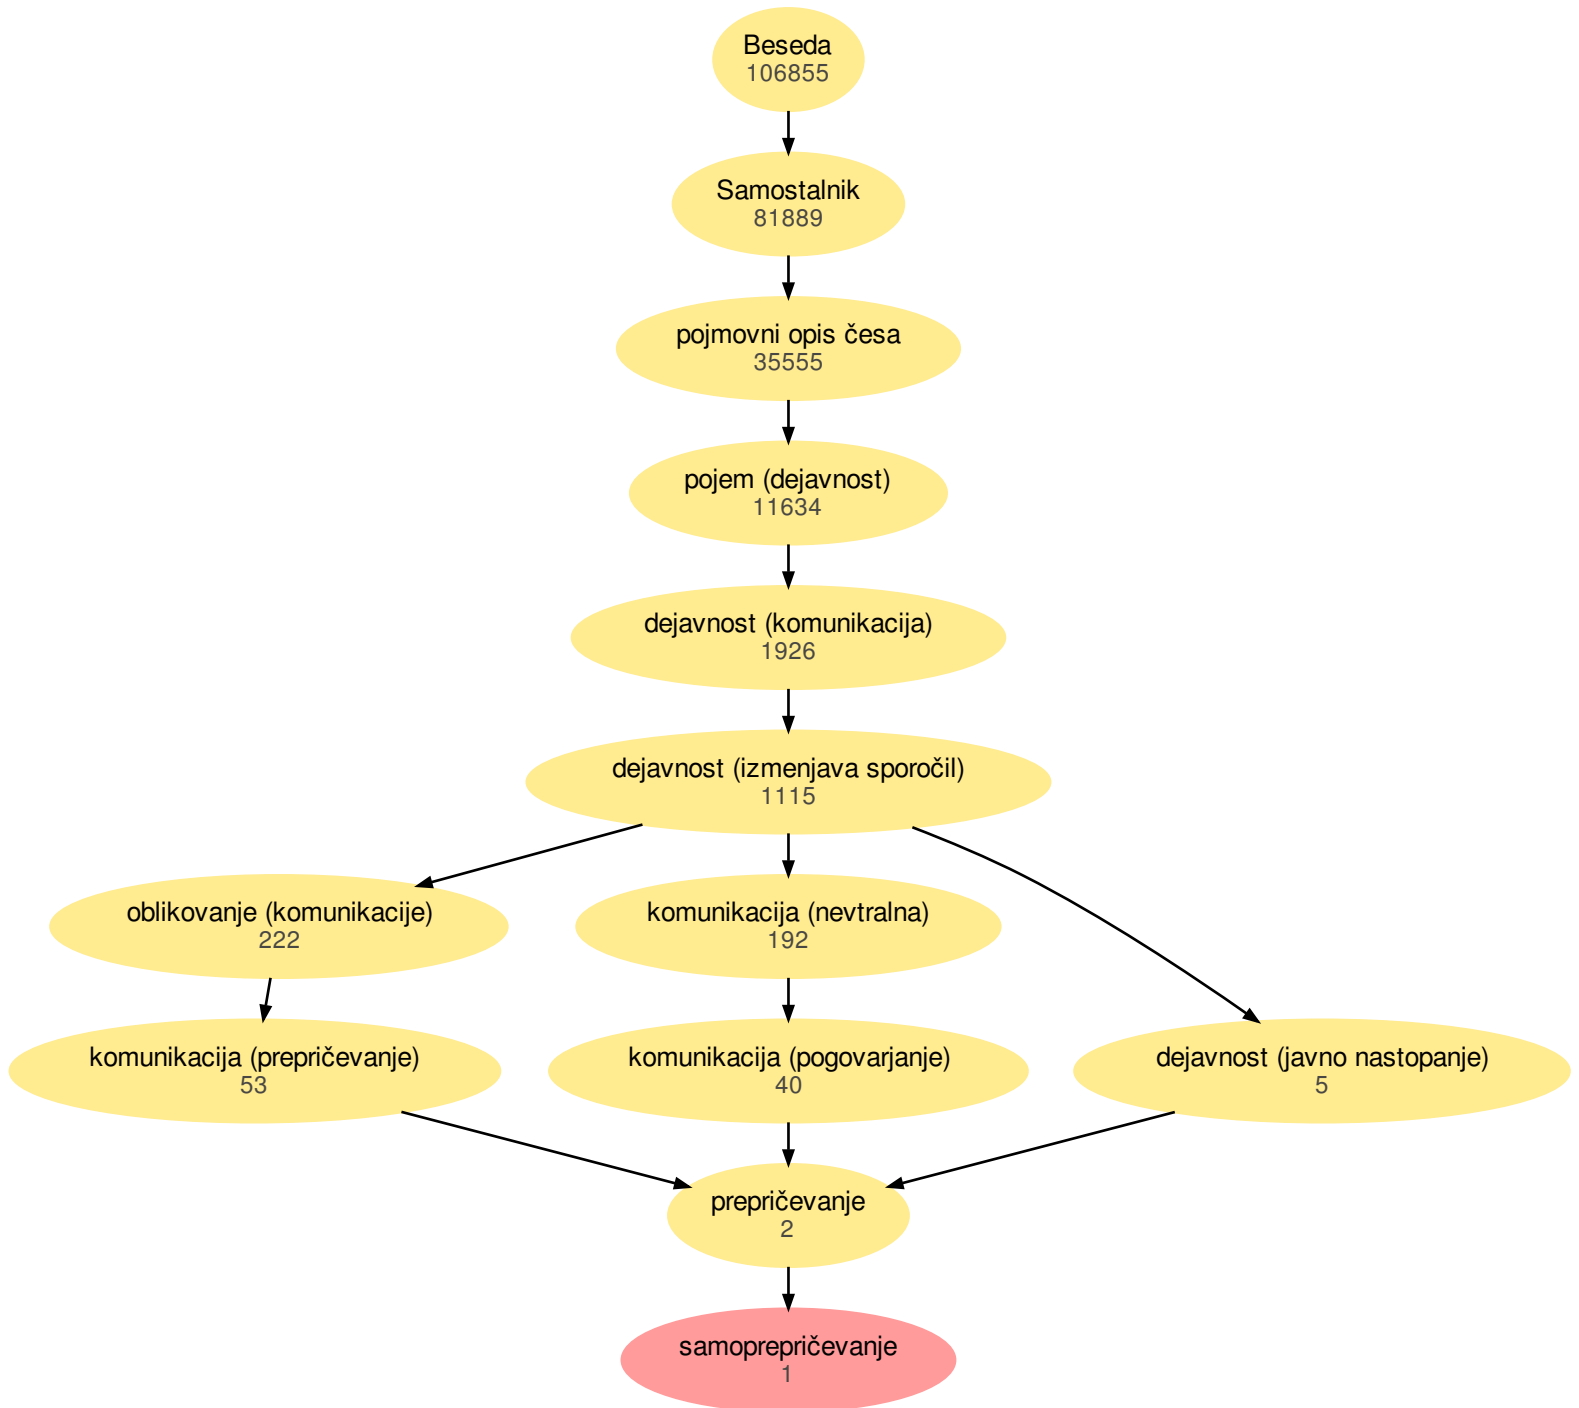 Beseda
106855
Samostalnik
81889
pojmovni opis česa
35555
pojem (dejavnost)
11634
dejavnost (komunikacija)
1926
dejavnost (izmenjava sporočil)
1115
oblikovanje (komunikacije)
222
komunikacija (nevtralna)
192
komunikacija (prepričevanje)
53
komunikacija (pogovarjanje)
40
dejavnost (javno nastopanje)
5
prepričevanje
2
samoprepričevanje
1